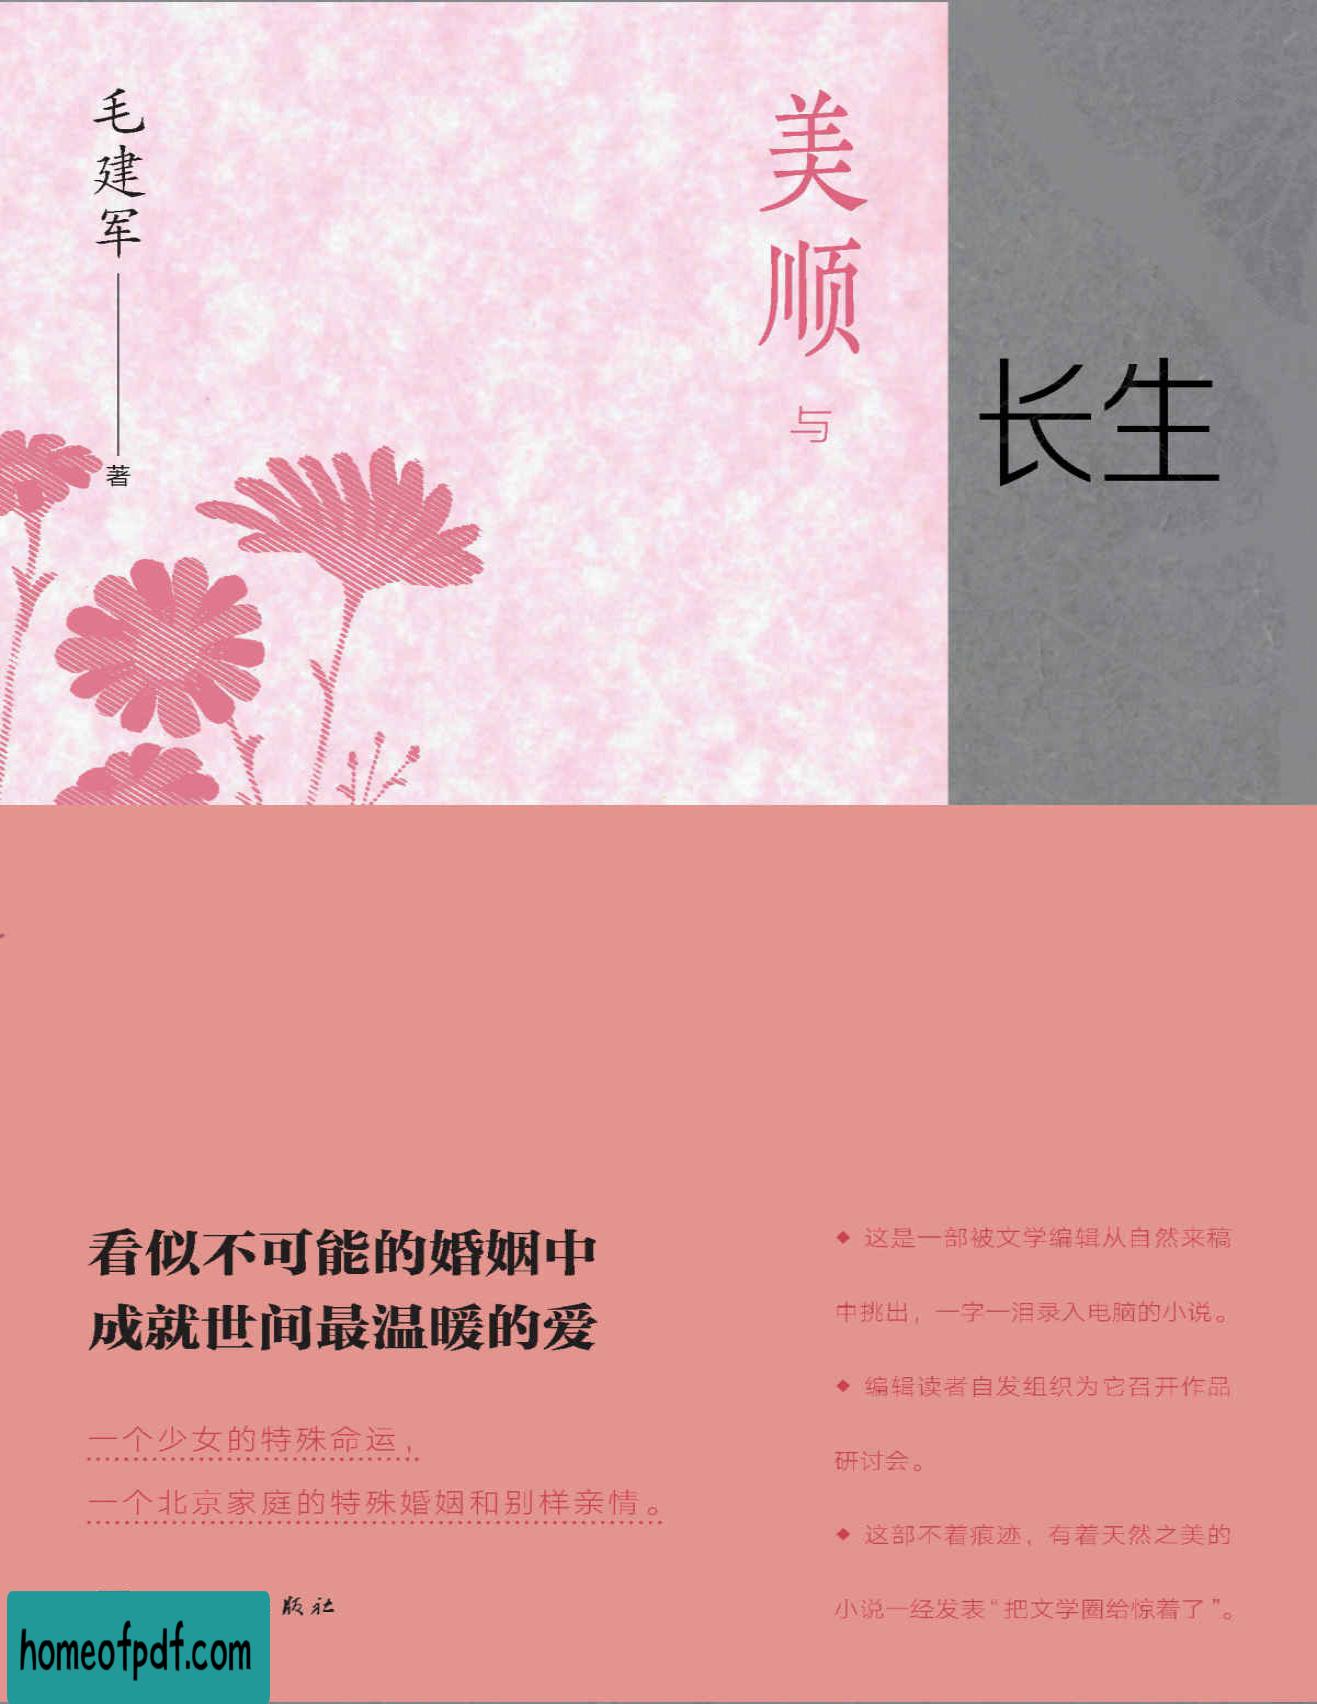 美顺
与
长生
毛建军
著
看似不可能的婚姻中
成就世间最温暖的爱
一个少女的特殊命运，
一个北京家庭的特殊婚姻和别样亲情。
◆ 这是一部被文学编辑从自然来稿
中挑出，一字一泪录入电脑的小说。
◆ 编辑读者自发组织为它召开作品
研讨会。
◆ 这部不着痕迹，有着天然之美的
小说一经发表“把文学圈给惊着了”。
版社
homeofpdf.com